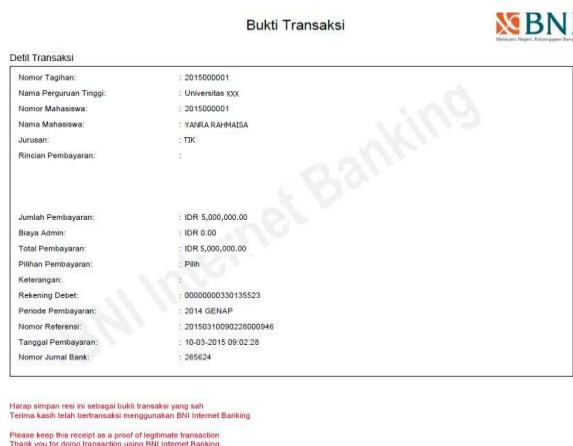 Bukti Transaksi
BNI
Melayani Negeri, Kebanggaan Bangsa
Detil Transaksi
Nomor Tagihan: : 2015000001
Nama Perguruan Tinggi: : Universitas XXX
Nomor Mahasiswa: : 2015000001
Nama Mahasiswa: : YANRA RAHMAISA
Jurusan: : TIK
Rincian Pembayaran: :
Jumlah Pembayaran: : IDR 5,000,000.00
Biaya Admin: : IDR 0.00
Total Pembayaran: : IDR 5,000,000.00
Pilihan Pembayaran: : Pilih
Keterangan: :
Rekening Debet: : 00000000330135523
Periode Pembayaran: : 2014 GENAP
Nomor Referensi: : 20150310090228000946
Tanggal Pembayaran: : 10-03-2015 09:02:28
Nomor Jurnal Bank: : 265624
BNI Internet Banking
Harap simpan resi ini sebagai bukti transaksi yang sah
Terima kasih telah bertransaksi menggunakan BNI Internet Banking
Please keep this receipt as a proof of legitimate transaction
Thank you for doing transaction using BNI Internet Banking